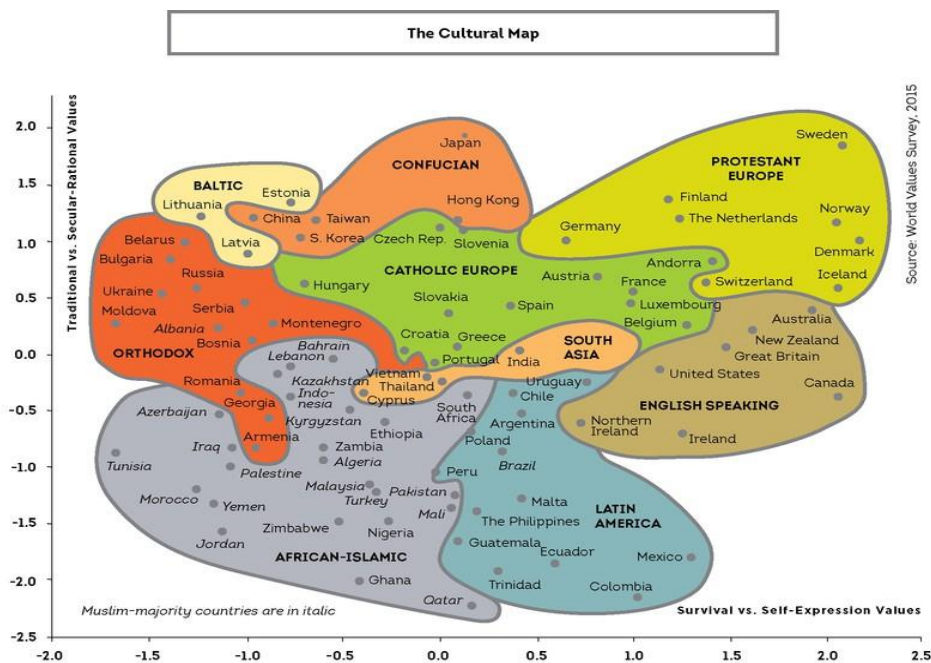 The Cultural Map
Source: World Values Survey, 2015
Traditional vs. Secular-Rational Values
2.0
1.5
1.0
0.5
0.0
-0.5
-1.0
-1.5
-2.0
-2.5
Japan
CONFUCIAN
Sweden
PROTESTANT
EUROPE
BALTIC
Estonia
Lithuania
China
Taiwan
Hong Kong
Finland
The Netherlands
Norway
Latvia
S. Korea
Czech Rep.
Slovenia
Germany
Denmark
Belarus
Bulgaria
Russia
CATHOLIC EUROPE
Andorra
Iceland
Austria
Switzerland
Ukraine
Hungary
Slovakia
France
Moldova
Serbia
Spain
Luxembourg
Australia
Albania
Montenegro
Belgium
New Zealand
Bosnia
Croatia
Greece
SOUTH
ASIA
Great Britain
ORTHODOX
Bahrain
Lebanon
Portugal
India
United States
Romania
Kazakhstan
Vietnam
Thailand
Uruguay
Canada
Indo-
nesia
Cyprus
Chile
Georgia
ENGLISH SPEAKING
Azerbaijan
Kyrgyzstan
South
Africa
Argentina
Northern
Ireland
Armenia
Ethiopia
Poland
Ireland
Iraq
Zambia
Tunisia
Palestine
Algeria
Peru
Brazil
Morocco
Malaysia
Turkey
Pakistan
Malta
Yemen
Mali
The Philippines
LATIN
AMERICA
Jordan
Zimbabwe
Nigeria
Guatemala
AFRICAN-ISLAMIC
Ecuador
Mexico
Ghana
Trinidad
Colombia
Qatar
Muslim-majority countries are in italic
Survival vs. Self-Expression Values
-2.0
-1.5
-1.0
-0.5
0.0
0.5
1.0
1.5
2.0
2.5